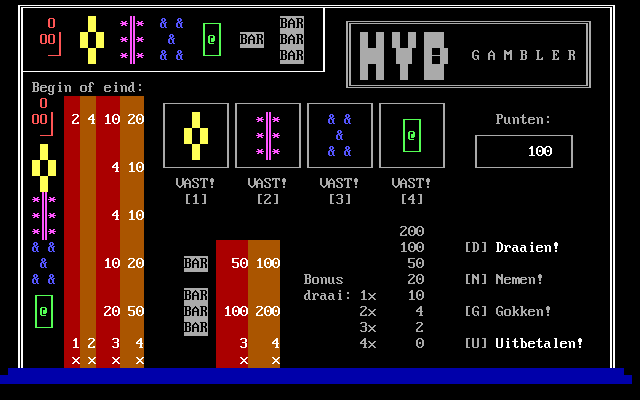 BAR BAR
BAR
BAR
HYD GAMBLER
Begin of eind:
2 4 10 20
4 10
4 10
10 20
20 50
1 2 3 4
x x x x
VAST! VAST! VAST! VAST!
[1] [2] [3] [4]
Punten:
100
BAR 50 100
BAR
BAR 100 200
BAR
3 4
x x
Bonus
draai:
200
100
50
20
1x 10
2x 4
3x 2
4x 0
[D] Draaien!
[N] Nemen!
[G] Gokken!
[U] Uitbetalen!